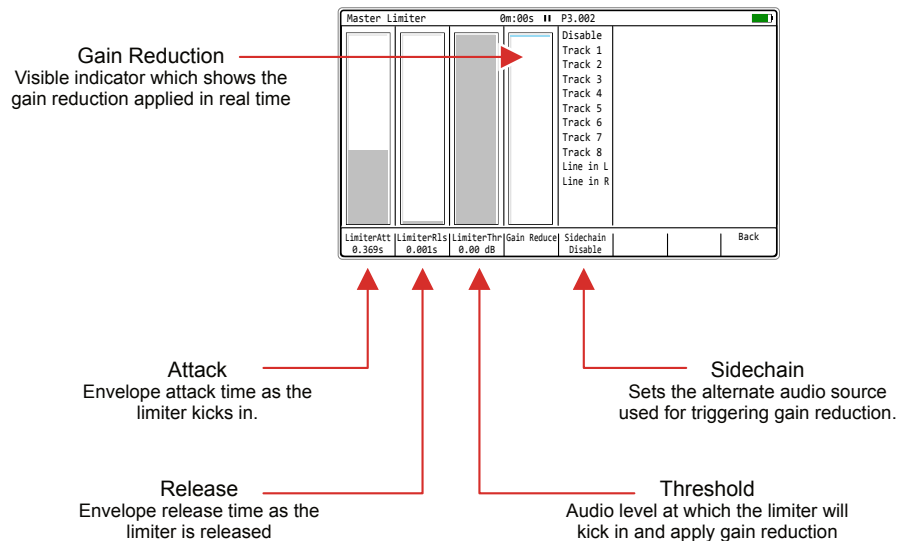 Master Limiter 0m:00s P3.002
Disable
Track 1
Track 2
Track 3
Track 4
Track 5
Track 6
Track 7
Track 8
Line in L
Line in R
LimiterAtt LimiterRls LimiterThr Gain Reduce Sidechain Back
0.369s 0.001s 0.00 dB Disable
Gain Reduction
Visible indicator which shows the
gain reduction applied in real time
Attack
Envelope attack time as the
limiter kicks in.
Sidechain
Sets the alternate audio source
used for triggering gain reduction.
Release
Envelope release time as the
limiter is released
Threshold
Audio level at which the limiter will
kick in and apply gain reduction